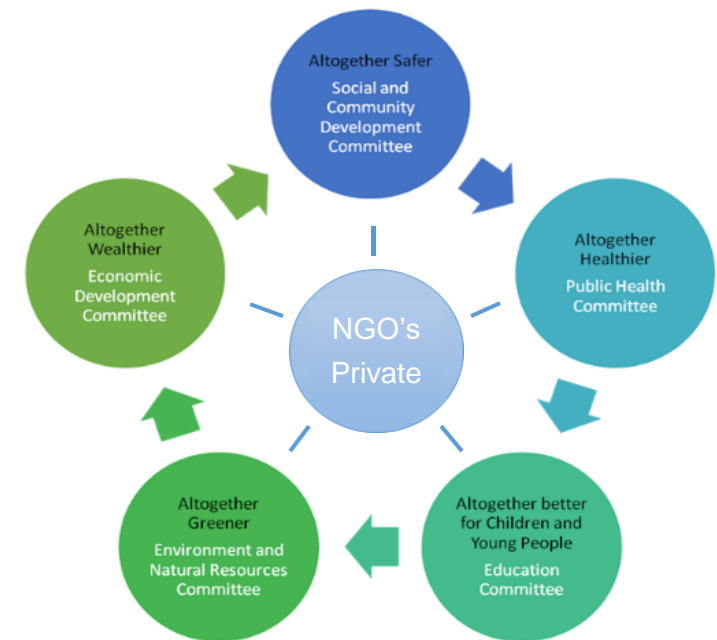 Altogether Safer
Social and
Community
Development
Committee
Altogether
Healthier
Public Health
Committee
Altogether better
for Children and
Young People
Education
Committee
Altogether
Greener
Environment and
Natural Resources
Committee
Altogether
Wealthier
Economic
Development
Committee
NGO's
Private